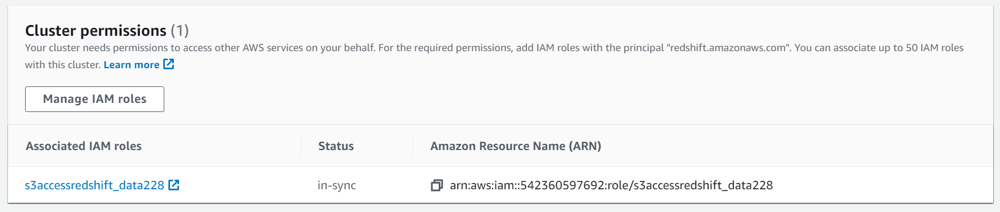 Cluster permissions (1)
Your cluster needs permissions to access other AWS services on your behalf. For the required permissions, add IAM roles with the principal "redshift.amazonaws.com". You can associate up to 50 IAM roles
with this cluster. Learn more
Manage IAM roles
Associated IAM roles Status Amazon Resource Name (ARN)
s3accessredshift_data228 in-sync arn:aws:iam::542360597692:role/s3accessredshift_data228